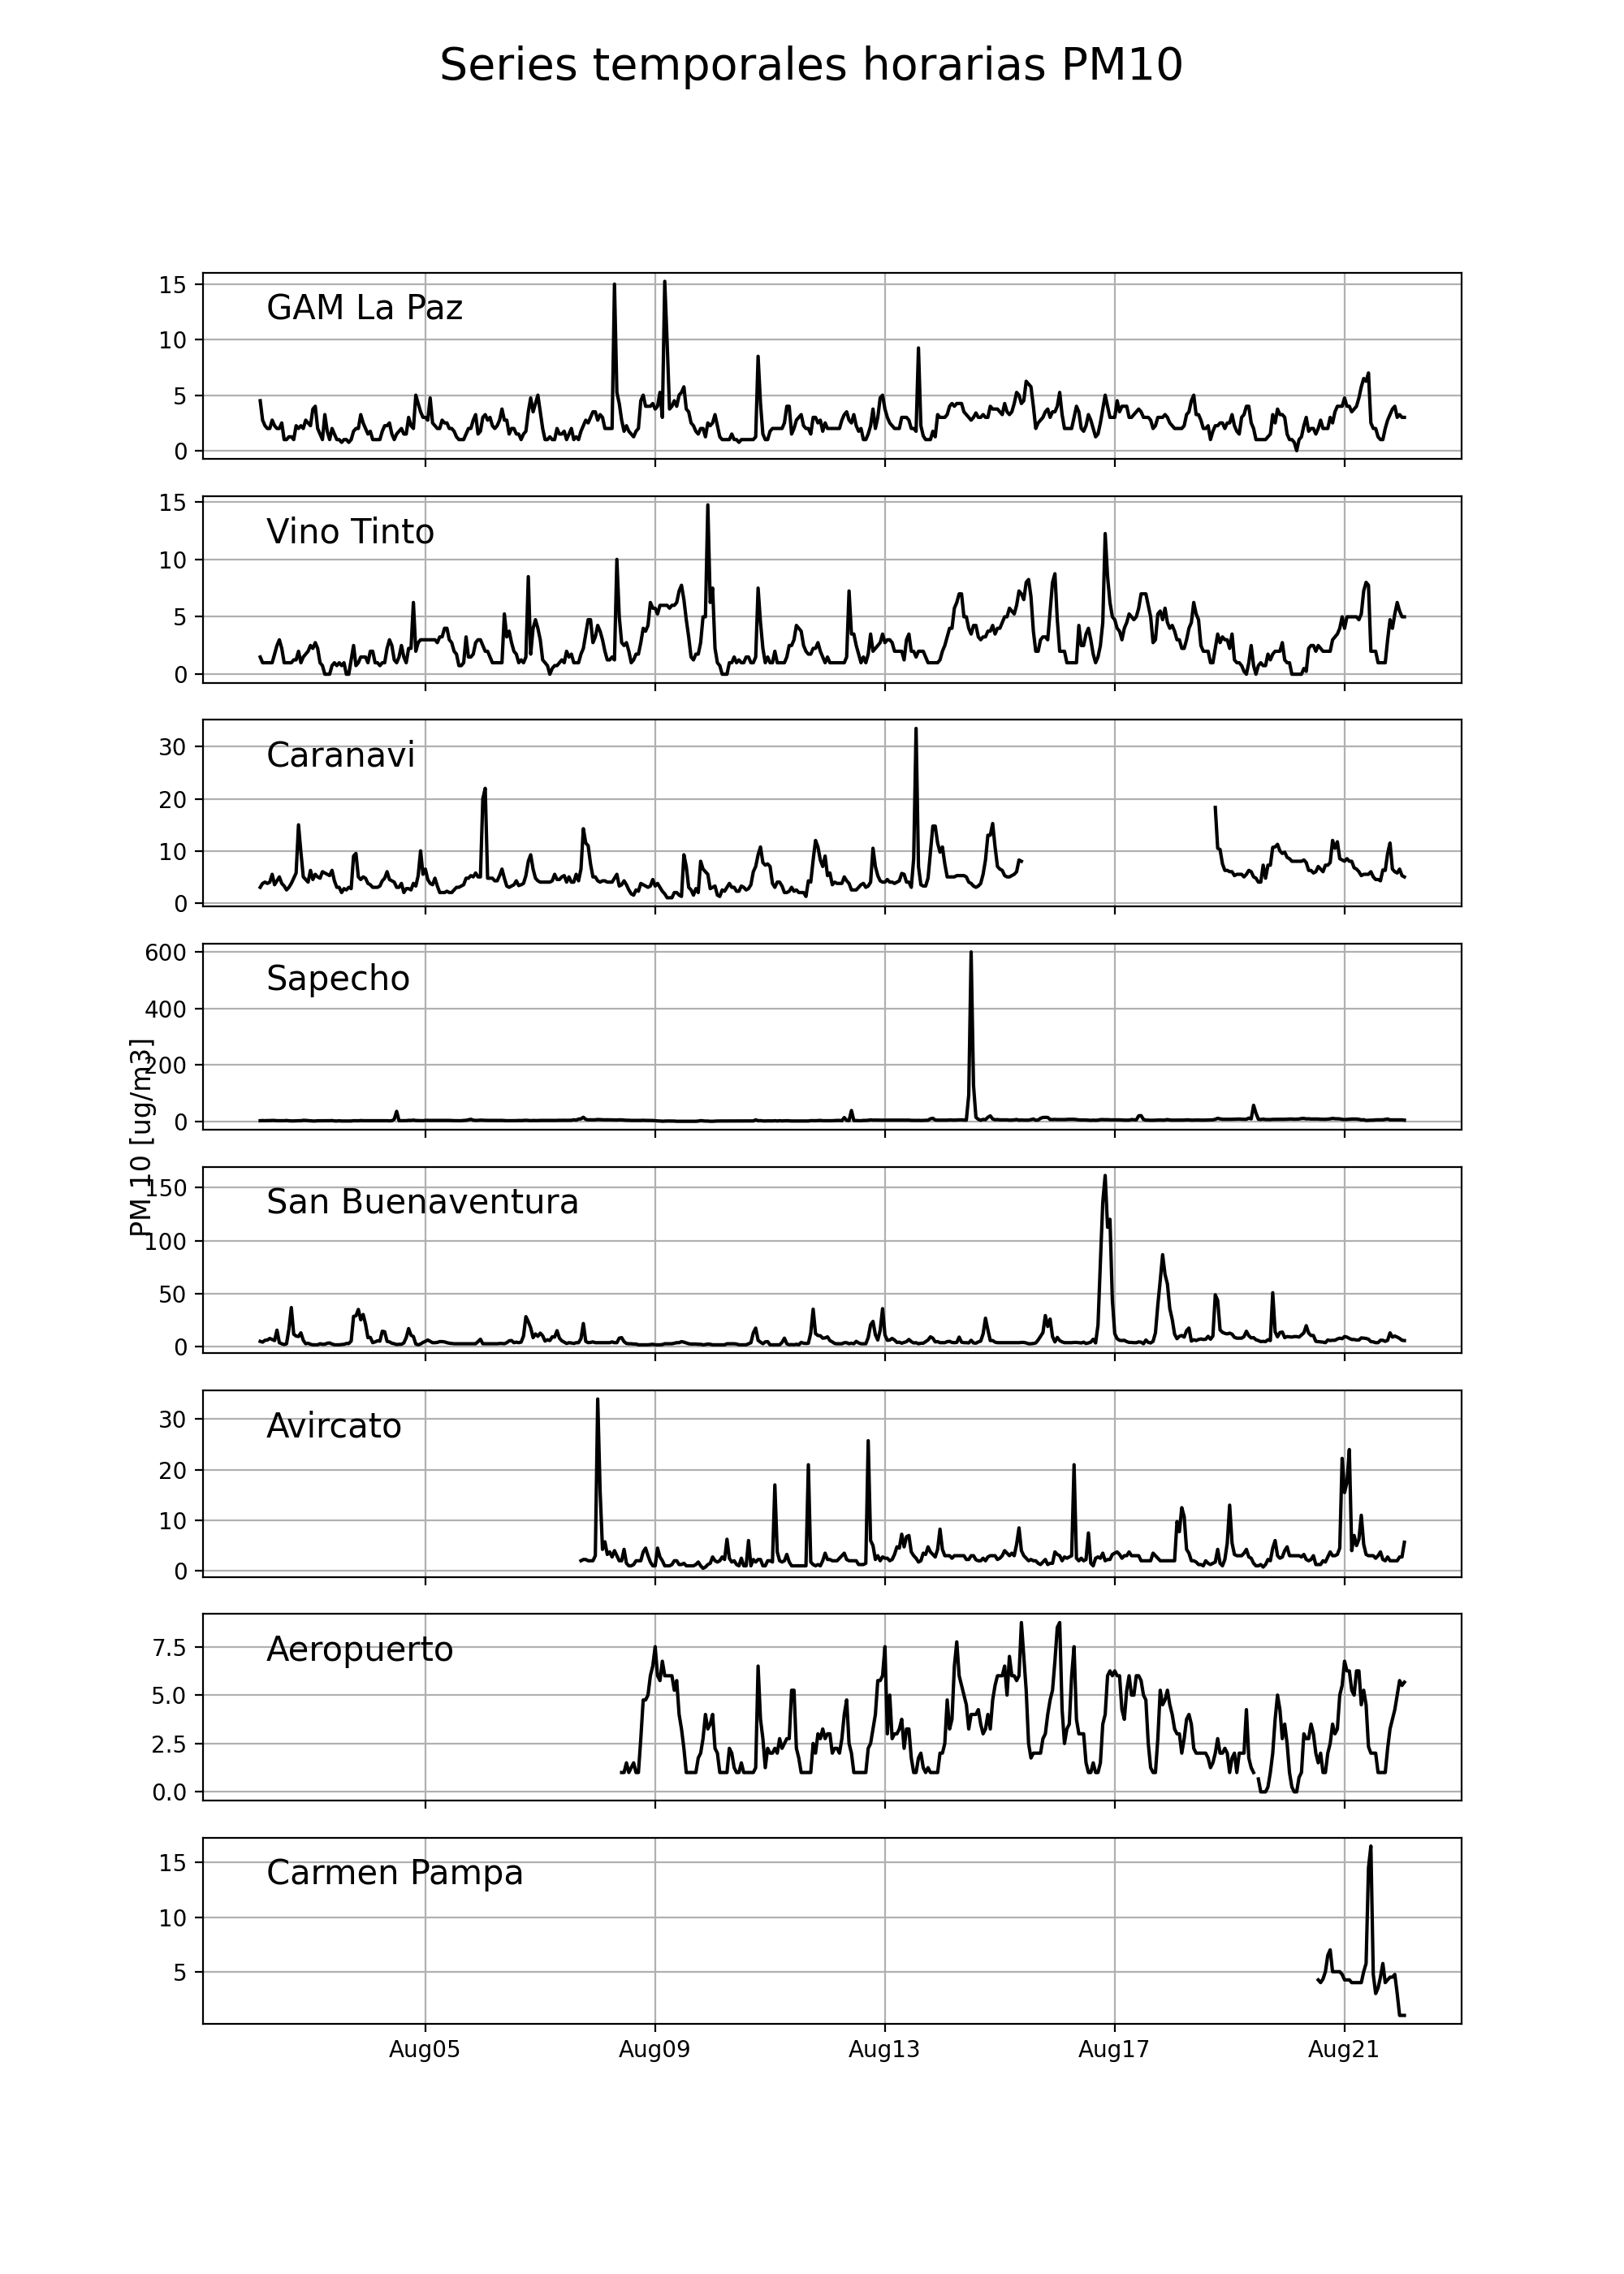 Series temporales horarias PM10
15
GAM La Paz
10
5
0
15
Vino Tinto
10
5
0
30
Caranavi
20
10
0
600
Sapecho
400
200
0
PM 10 [ug/m3]
150
San Buenaventura
100
50
0
30
Avircato
20
10
0
7.5
Aeropuerto
5.0
2.5
0.0
15
Carmen Pampa
10
5
Aug05 Aug09 Aug13 Aug17 Aug21